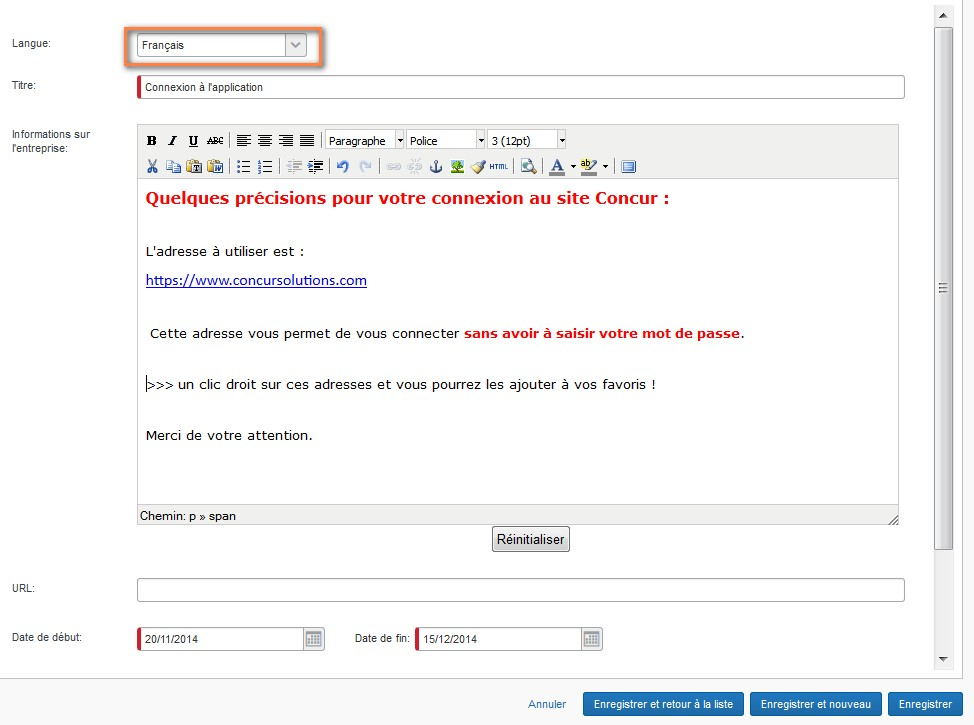 Langue:
Français
Titre:
Connexion à l'application
Informations sur
l'entreprise:
B I U ABC
Paragraphe
Police
3 (12pt)
HTML
A
ab
Quelques précisions pour votre connexion au site Concur :
L'adresse à utiliser est :
https://www.concursolutions.com
Cette adresse vous permet de vous connecter sans avoir à saisir votre mot de passe.
>>> un clic droit sur ces adresses et vous pourrez les ajouter à vos favoris !
Merci de votre attention.
Chemin: p » span
Réinitialiser
URL:
Date de début:
20/11/2014
Date de fin:
15/12/2014
Annuler
Enregistrer et retour à la liste
Enregistrer et nouveau
Enregistrer